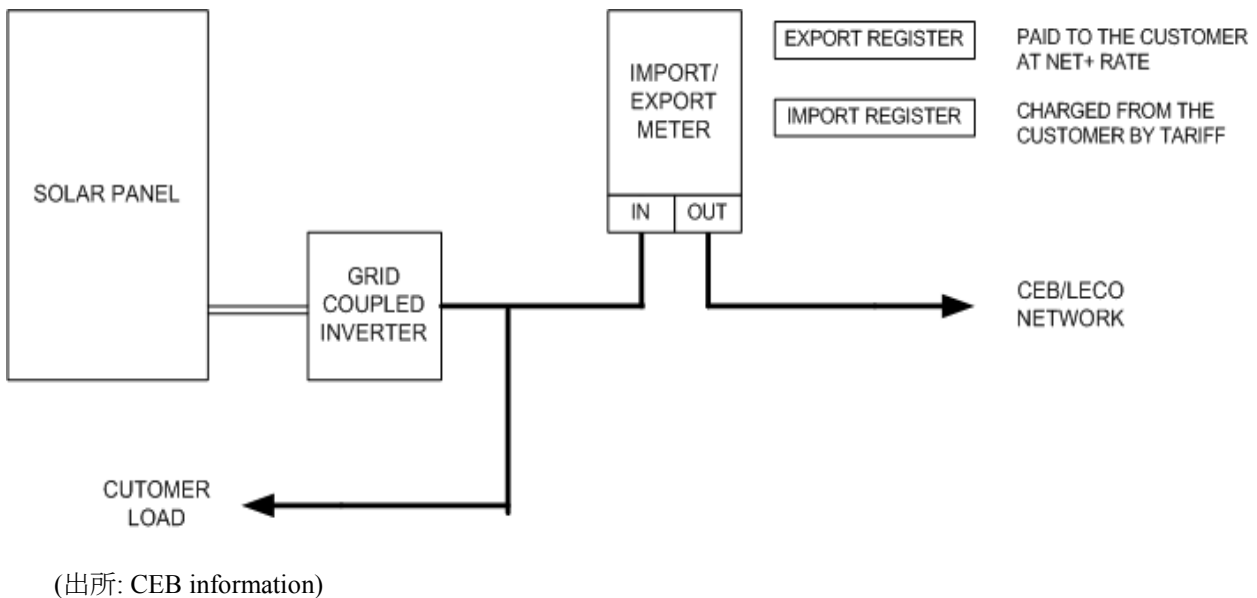 SOLAR PANEL
GRID
COUPLED
INVERTER
IMPORT/
EXPORT
METER
IN
OUT
EXPORT REGISTER
PAID TO THE CUSTOMER
AT NET+ RATE
IMPORT REGISTER
CHARGED FROM THE
CUSTOMER BY TARIFF
CEB/LECO
NETWORK
CUTOMER
LOAD
(出所: CEB information)